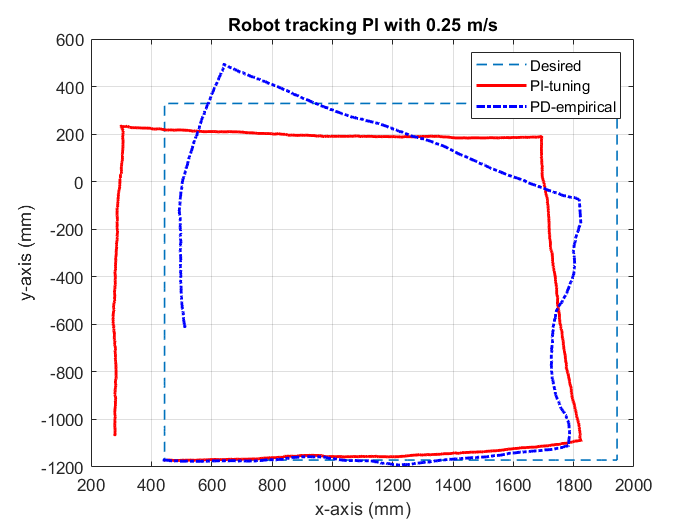 Robot tracking PI with 0.25 m/s
Desired
PI-tuning
PD-empirical
y-axis (mm)
600
400
200
0
-200
-400
-600
-800
-1000
-1200
200 400 600 800 1000 1200 1400 1600 1800 2000
x-axis (mm)